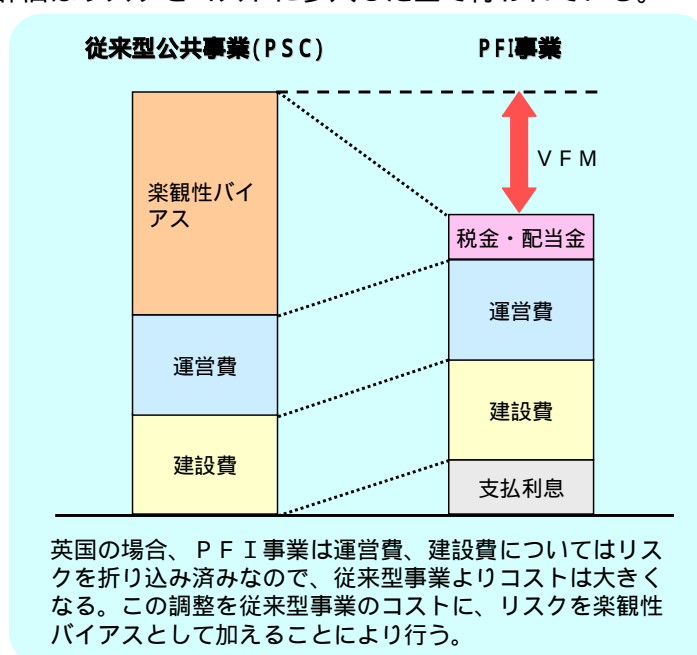 従来型公共事業(PSC)
PFI事業
VFM
楽観性バイ
アス
税金・配当金
運営費
運営費
建設費
建設費
支払利息
英国の場合、PFI事業は運営費、建設費についてはリス
クを折り込み済みなので、従来型事業よりコストは大きく
なる。この調整を従来型事業のコストに、リスクを楽観性
バイアスとして加えることにより行う。